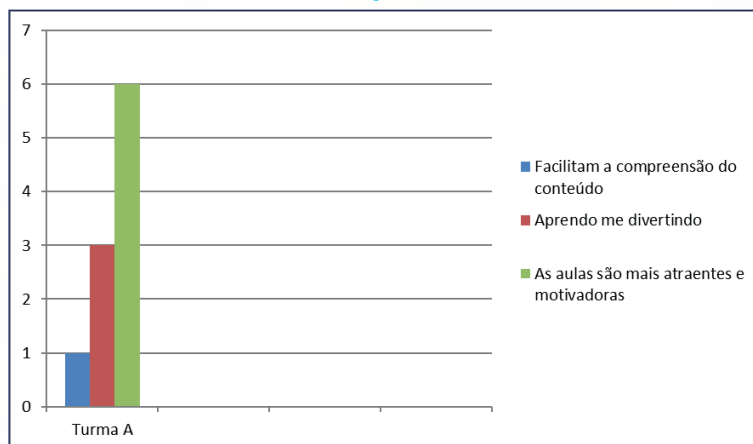 7
6
5
4
3
2
1
0
Turma A
Facilitam a compreensão do
conteúdo
Aprendo me divertindo
As aulas são mais atraentes e
motivadoras